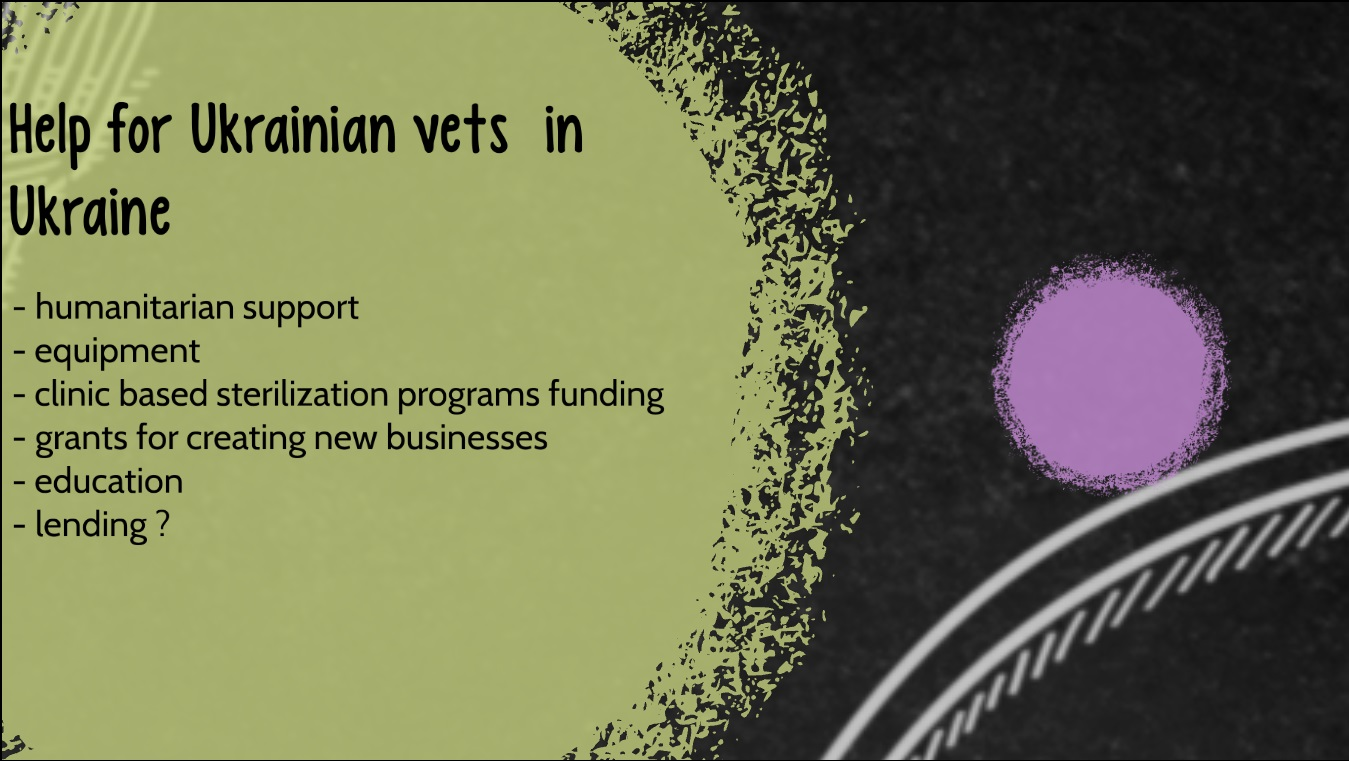 Help for Ukrainian vets  in
Ukraine
- humanitarian support
- equipment
- clinic based sterilization programs funding
- grants for creating new businesses
- education
- lending ?